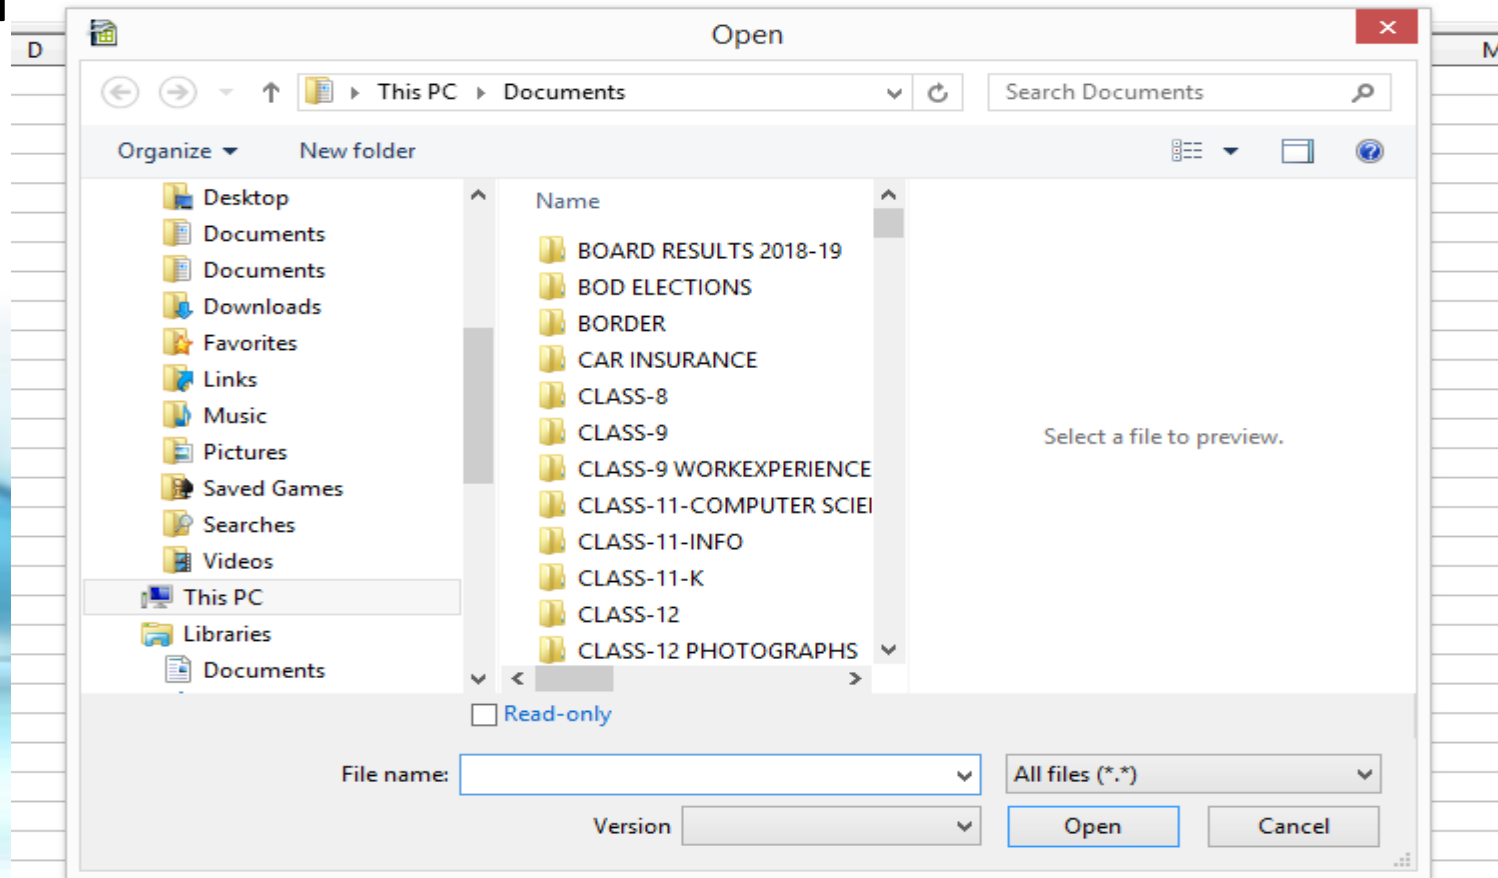 Open
D
M
This PC Documents
Search Documents
Organize
New folder
Desktop
Documents
Documents
Downloads
Favorites
Links
Music
Pictures
Saved Games
Searches
Videos
This PC
Libraries
Documents
Name
BOARD RESULTS 2018-19
BOD ELECTIONS
BORDER
CAR INSURANCE
CLASS-8
CLASS-9
CLASS-9 WORKEXPERIENCE
CLASS-11-COMPUTER SCIE
CLASS-11-INFO
CLASS-11-K
CLASS-12
CLASS-12 PHOTOGRAPHS
Select a file to preview.
Read-only
File name:
All files (*.*)
Version
Open
Cancel